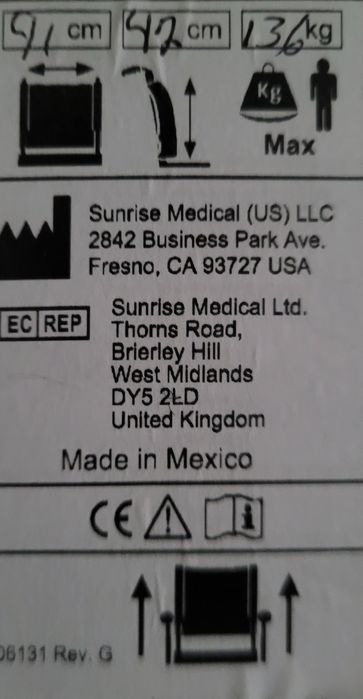 41 cm 42 cm 136 kg
Kg
Max
Sunrise Medical (US) LLC
2842 Business Park Ave.
Fresno, CA 93727 USA
EC REP
Sunrise Medical Ltd.
Thorns Road,
Brierley Hill
West Midlands
DY5 2LD
United Kingdom
Made in Mexico
CE
06131 Rev. G